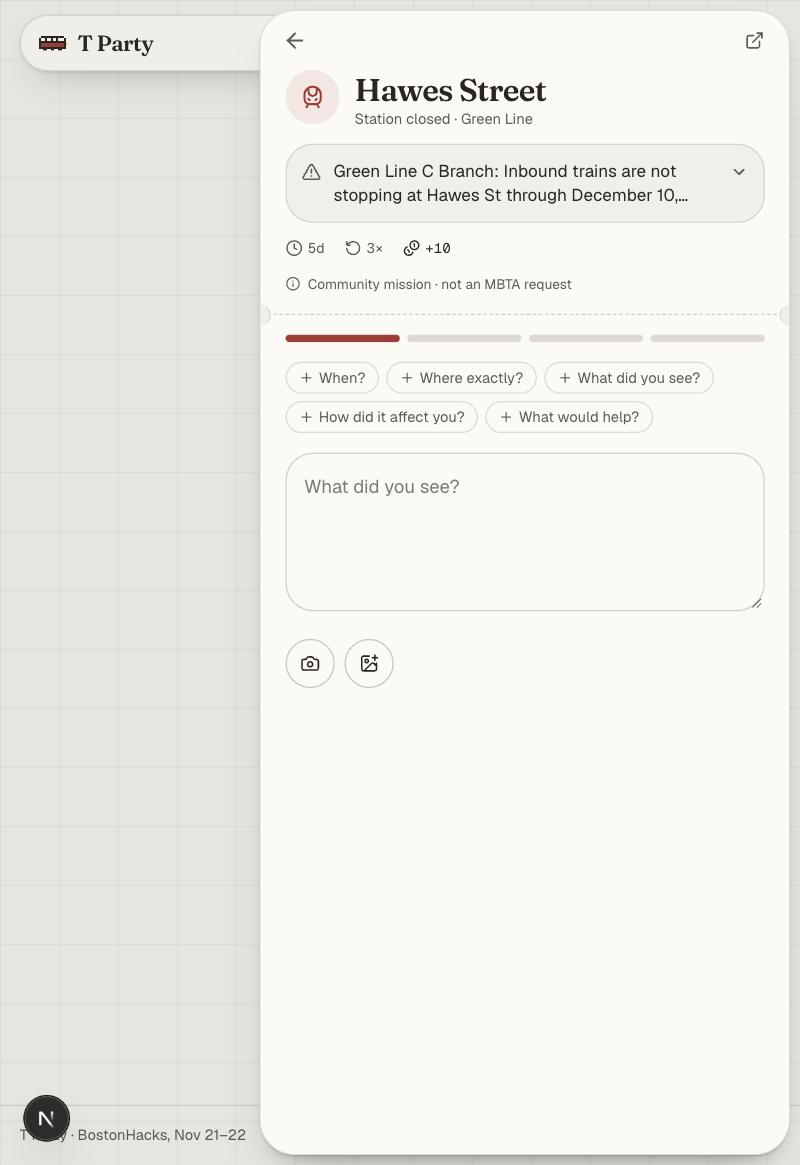 T Party
Hawes Street
Station closed · Green Line
Green Line C Branch: Inbound trains are not
stopping at Hawes St through December 10,…
5d 3× +10
Community mission · not an MBTA request
+ When? + Where exactly? + What did you see?
+ How did it affect you? + What would help?
What did you see?
N
· BostonHacks, Nov 21–22